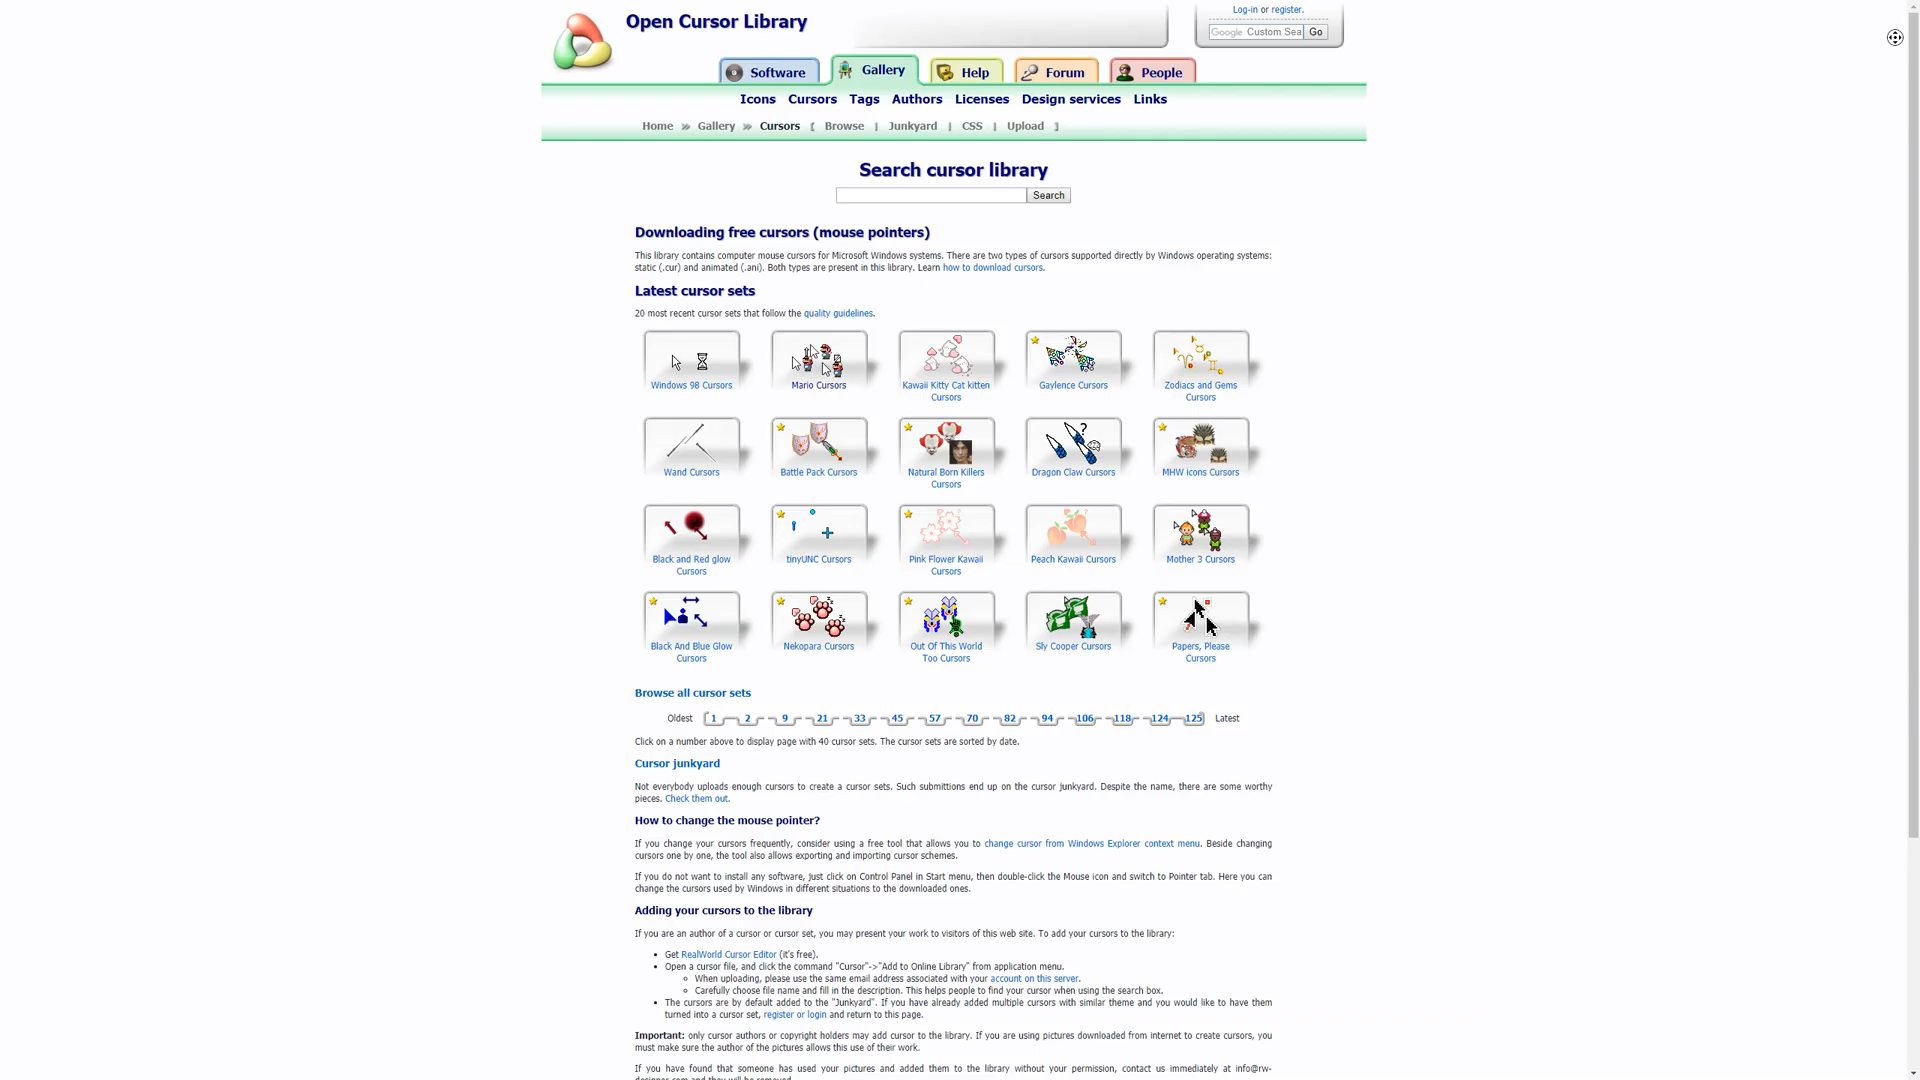 Open Cursor Library
Log-in or register.
Google Custom Sea Go
Software Gallery Help Forum People
Icons Cursors Tags Authors Licenses Design services Links
Home » Gallery » Cursors [ Browse | Junkyard | CSS | Upload ]
Search cursor library
Search
Downloading free cursors (mouse pointers)
This library contains computer mouse cursors for Microsoft Windows systems. There are two types of cursors supported directly by Windows operating systems:
static (.cur) and animated (.ani). Both types are present in this library. Learn how to download cursors.
Latest cursor sets
20 most recent cursor sets that follow the quality guidelines.
Windows 98 Cursors
Mario Cursors
Kawaii Kitty Cat kitten
Cursors
Gaylence Cursors
Zodiacs and Gems
Cursors
Wand Cursors
Battle Pack Cursors
Natural Born Killers
Cursors
Dragon Claw Cursors
MHW icons Cursors
Black and Red glow
Cursors
tinyUNC Cursors
Pink Flower Kawaii
Cursors
Peach Kawaii Cursors
Mother 3 Cursors
Black And Blue Glow
Cursors
Nekopara Cursors
Out Of This World
Too Cursors
Sly Cooper Cursors
Papers, Please
Cursors
Browse all cursor sets
Oldest 1 2 9 21 33 45 57 70 82 94 106 118 124 125 Latest
Click on a number above to display page with 40 cursor sets. The cursor sets are sorted by date.
Cursor junkyard
Not everybody uploads enough cursors to create a cursor sets. Such submittions end up on the cursor junkyard. Despite the name, there are some worthy
pieces. Check them out.
How to change the mouse pointer?
If you change your cursors frequently, consider using a free tool that allows you to change cursor from Windows Explorer context menu. Beside changing
cursors one by one, the tool also allows exporting and importing cursor schemes.
If you do not want to install any software, just click on Control Panel in Start menu, then double-click the Mouse icon and switch to Pointer tab. Here you can
change the cursors used by Windows in different situations to the downloaded ones.
Adding your cursors to the library
If you are an author of a cursor or cursor set, you may present your work to visitors of this web site. To add your cursors to the library:
• Get RealWorld Cursor Editor (it's free).
• Open a cursor file, and click the command "Cursor"->"Add to Online Library" from application menu.
◦ When uploading, please use the same email address associated with your account on this server.
◦ Carefully choose file name and fill in the description. This helps people to find your cursor when using the search box.
• The cursors are by default added to the "Junkyard". If you have already added multiple cursors with similar theme and you would like to have them
turned into a cursor set, register or login and return to this page.
Important: only cursor authors or copyright holders may add cursor to the library. If you are using pictures downloaded from internet to create cursors, you
must make sure the author of the pictures allows this use of their work.
If you have found that someone has used your pictures and added them to the library without your permission, contact us immediately at info@rw-
designer.com and they will be removed.